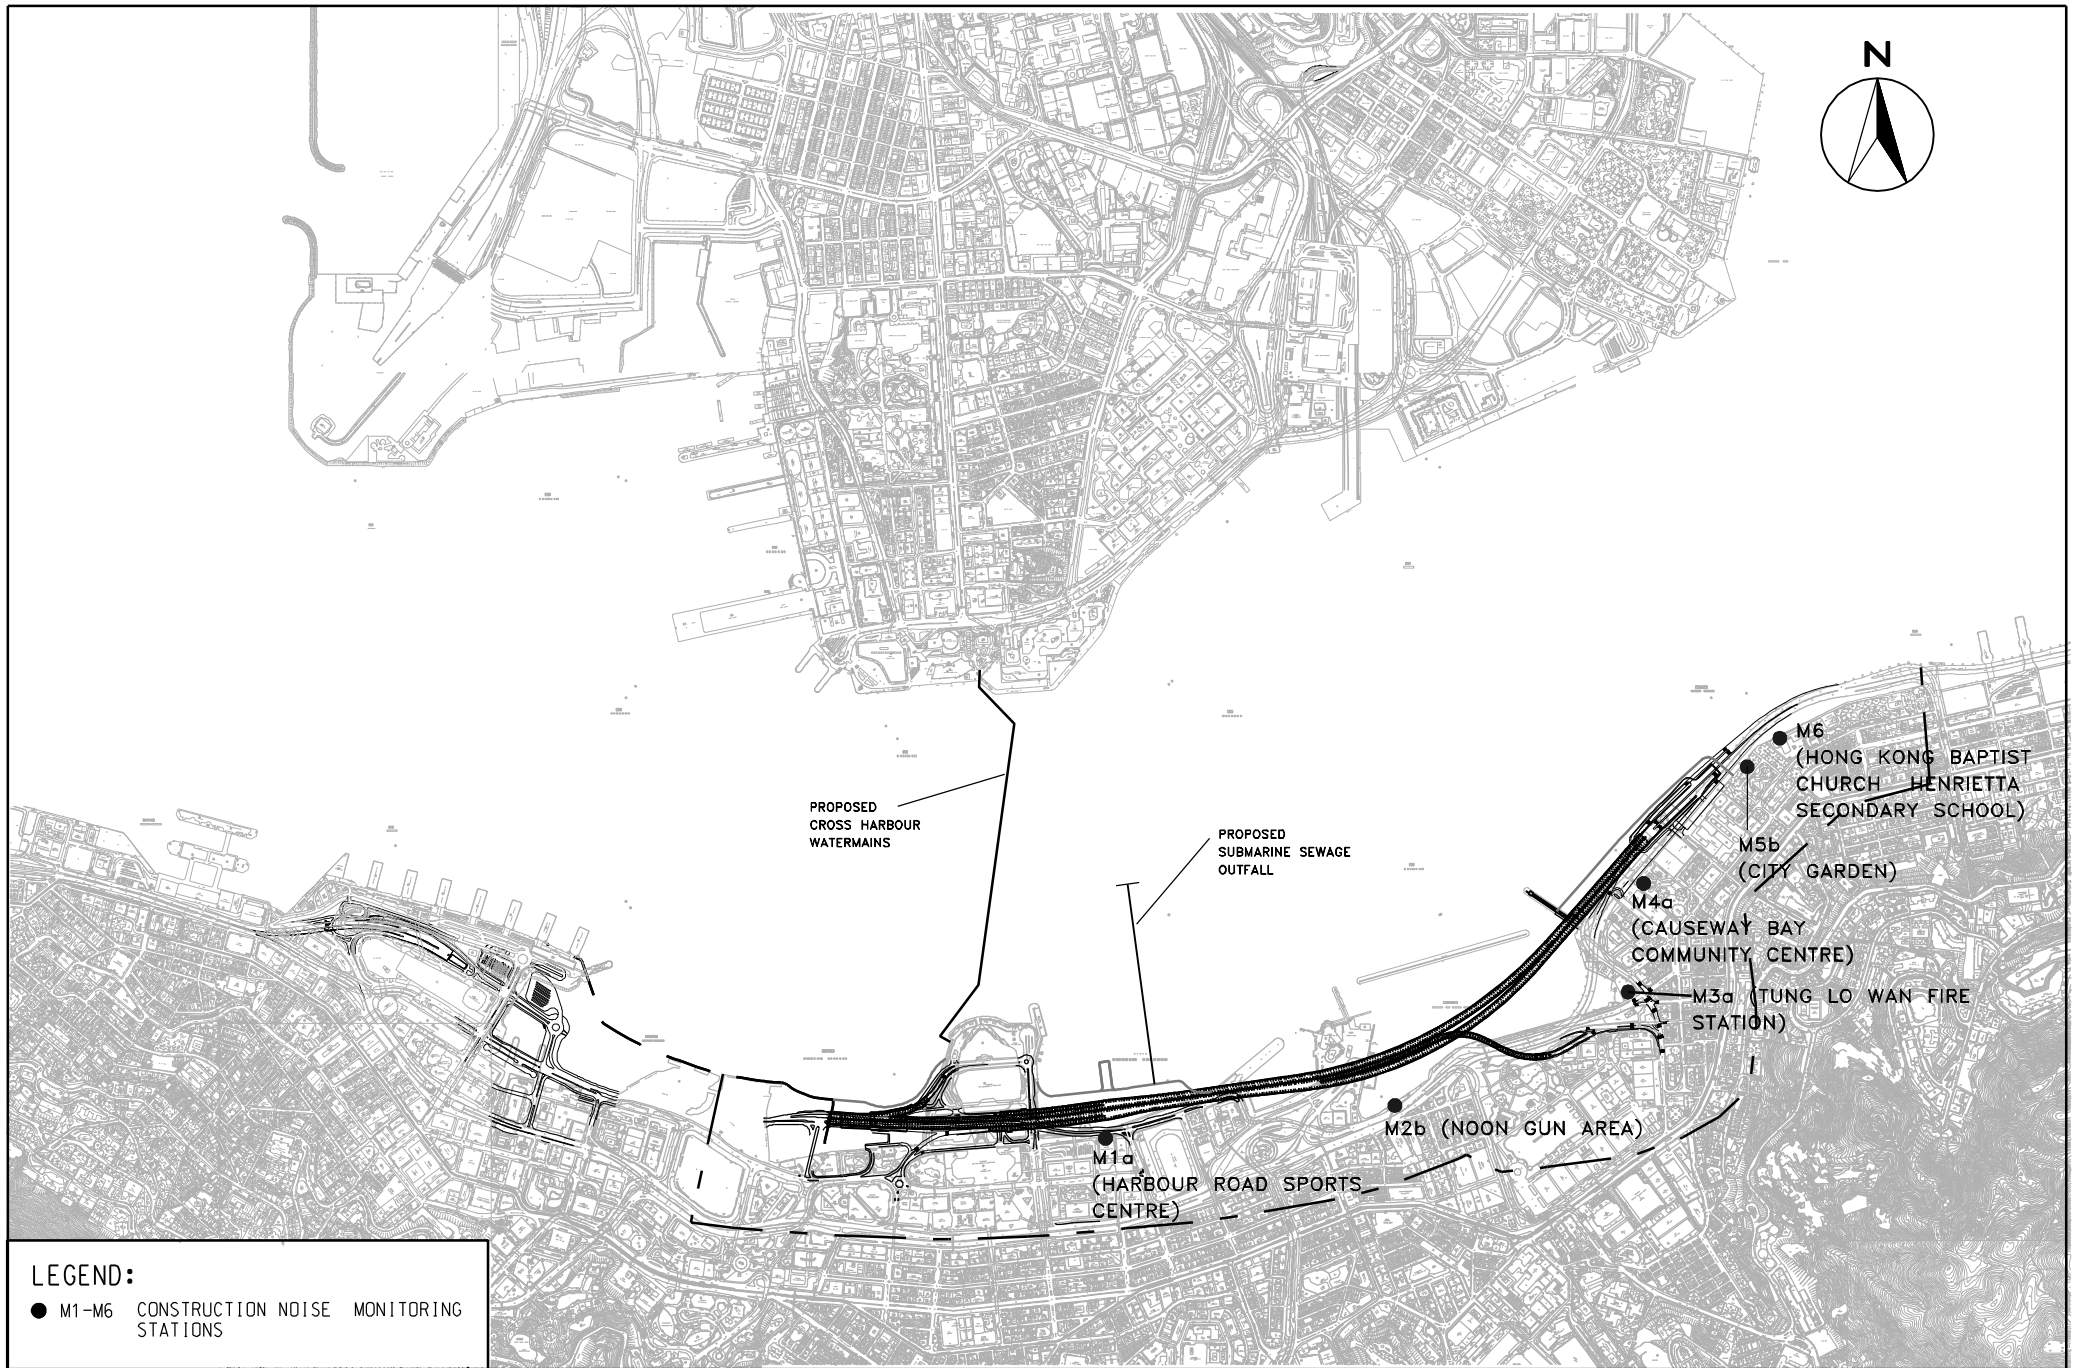 N
M6
(HONG KONG BAPTIST
CHURCH HENRIETTA
SECONDARY SCHOOL)
PROPOSED
CROSS HARBOUR
WATERMAINS
PROPOSED
SUBMARINE SEWAGE
OUTFALL
M5b
(CITY GARDEN)
M4a
(CAUSEWAY BAY
COMMUNITY CENTRE)
M3a (TUNG LO WAN FIRE
STATION)
M2b (NOON GUN AREA)
M1a
(HARBOUR ROAD SPORTS
CENTRE)
LEGEND:
M1-M6 CONSTRUCTION NOISE MONITORING
STATIONS